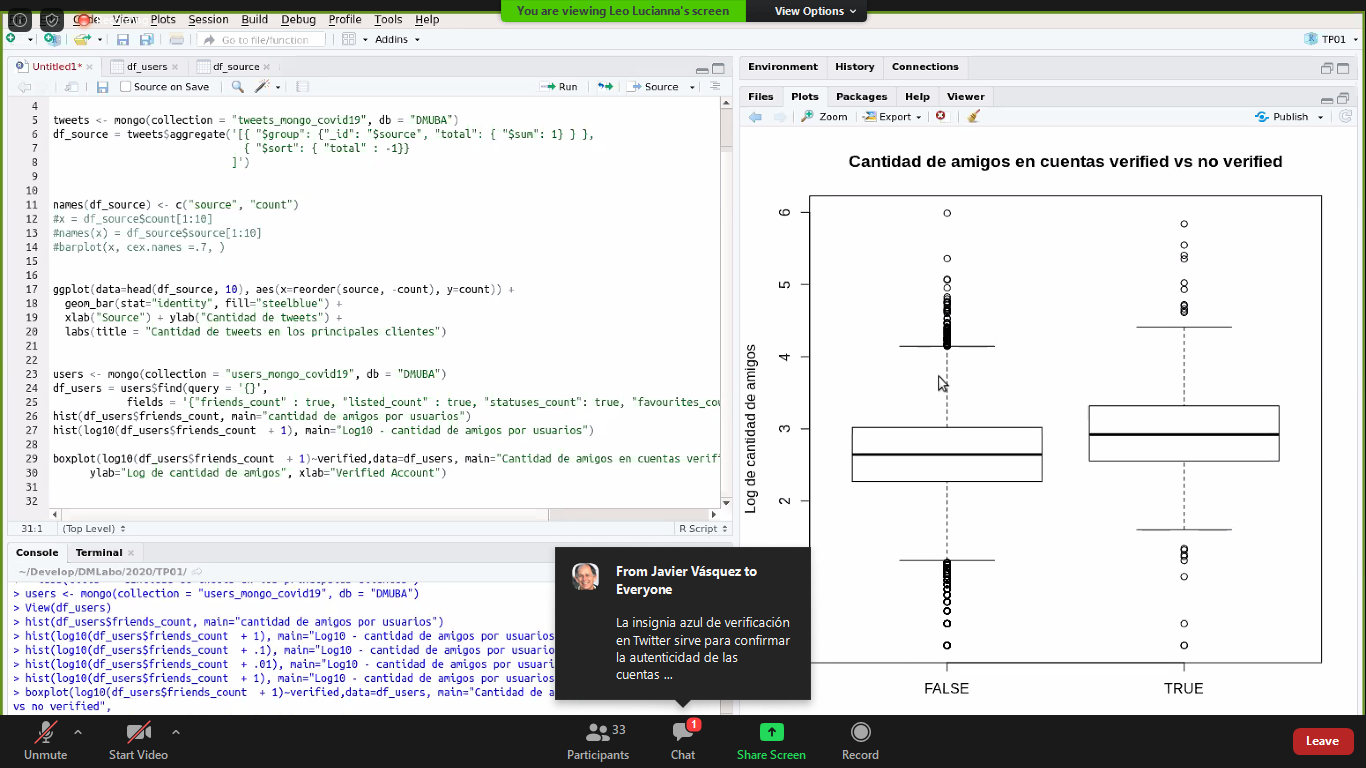 You are viewing Leo Lucianna's screen
View Options
Code View Plots Session Build Debug Profile Tools Help
Go to file/function
Addins
TP01
Untitled1*
df_users
df_source
Source on Save
Run
Source
4
5 tweets <- mongo(collection = "tweets_mongo_covid19", db = "DMUBA")
6 df_source = tweets$aggregate('[{ "$group": {"_id": "$source", "total": { "$sum": 1} } },
7 { "$sort": { "total" : -1}}
8 ]')
9
10
11 names(df_source) <- c("source", "count")
12 #x = df_source$count[1:10]
13 #names(x) = df_source$source[1:10]
14 #barplot(x, cex.names =.7, )
15
16
17 ggplot(data=head(df_source, 10), aes(x=reorder(source, -count), y=count)) +
18 geom_bar(stat="identity", fill="steelblue") +
19 xlab("Source") + ylab("Cantidad de tweets") +
20 labs(title = "Cantidad de tweets en los principales clientes")
21
22
23 users <- mongo(collection = "users_mongo_covid19", db = "DMUBA")
24 df_users = users$find(query = '{}',
25 fields = '{"friends_count" : true, "listed_count" : true, "statuses_count": true, "favourites_cou
26 hist(df_users$friends_count, main="cantidad de amigos por usuarios")
27 hist(log10(df_users$friends_count + 1), main="Log10 - cantidad de amigos por usuarios")
28
29 boxplot(log10(df_users$friends_count + 1)~verified,data=df_users, main="Cantidad de amigos en cuentas verif
30 ylab="Log de cantidad de amigos", xlab="Verified Account")
31
32
31:1 (Top Level)
R Script
Console Terminal
~/Develop/DMLabo/2020/TP01/
> users <- mongo(collection = "users_mongo_covid19", db = "DMUBA")
> View(df_users)
> hist(df_users$friends_count, main="cantidad de amigos por usuarios")
> hist(log10(df_users$friends_count + 1), main="Log10 - cantidad de amigos por usuarios
> hist(log10(df_users$friends_count + .1), main="Log10 - cantidad de amigos por usuario
> hist(log10(df_users$friends_count + .01), main="Log10 - cantidad de amigos por usuari
> hist(log10(df_users$friends_count + 1), main="Log10 - cantidad de amigos por usuarios
> boxplot(log10(df_users$friends_count + 1)~verified,data=df_users, main="Cantidad de a
vs no verified",
Environment History Connections
Files Plots Packages Help Viewer
Zoom Export Publish
Cantidad de amigos en cuentas verified vs no verified
Log de cantidad de amigos
6
5
4
3
2
FALSE TRUE
From Javier Vásquez to
Everyone
La insignia azul de verificación
en Twitter sirve para confirmar
la autenticidad de las
cuentas ...
Unmute
Start Video
Participants
33
Chat
1
Share Screen
Record
Leave